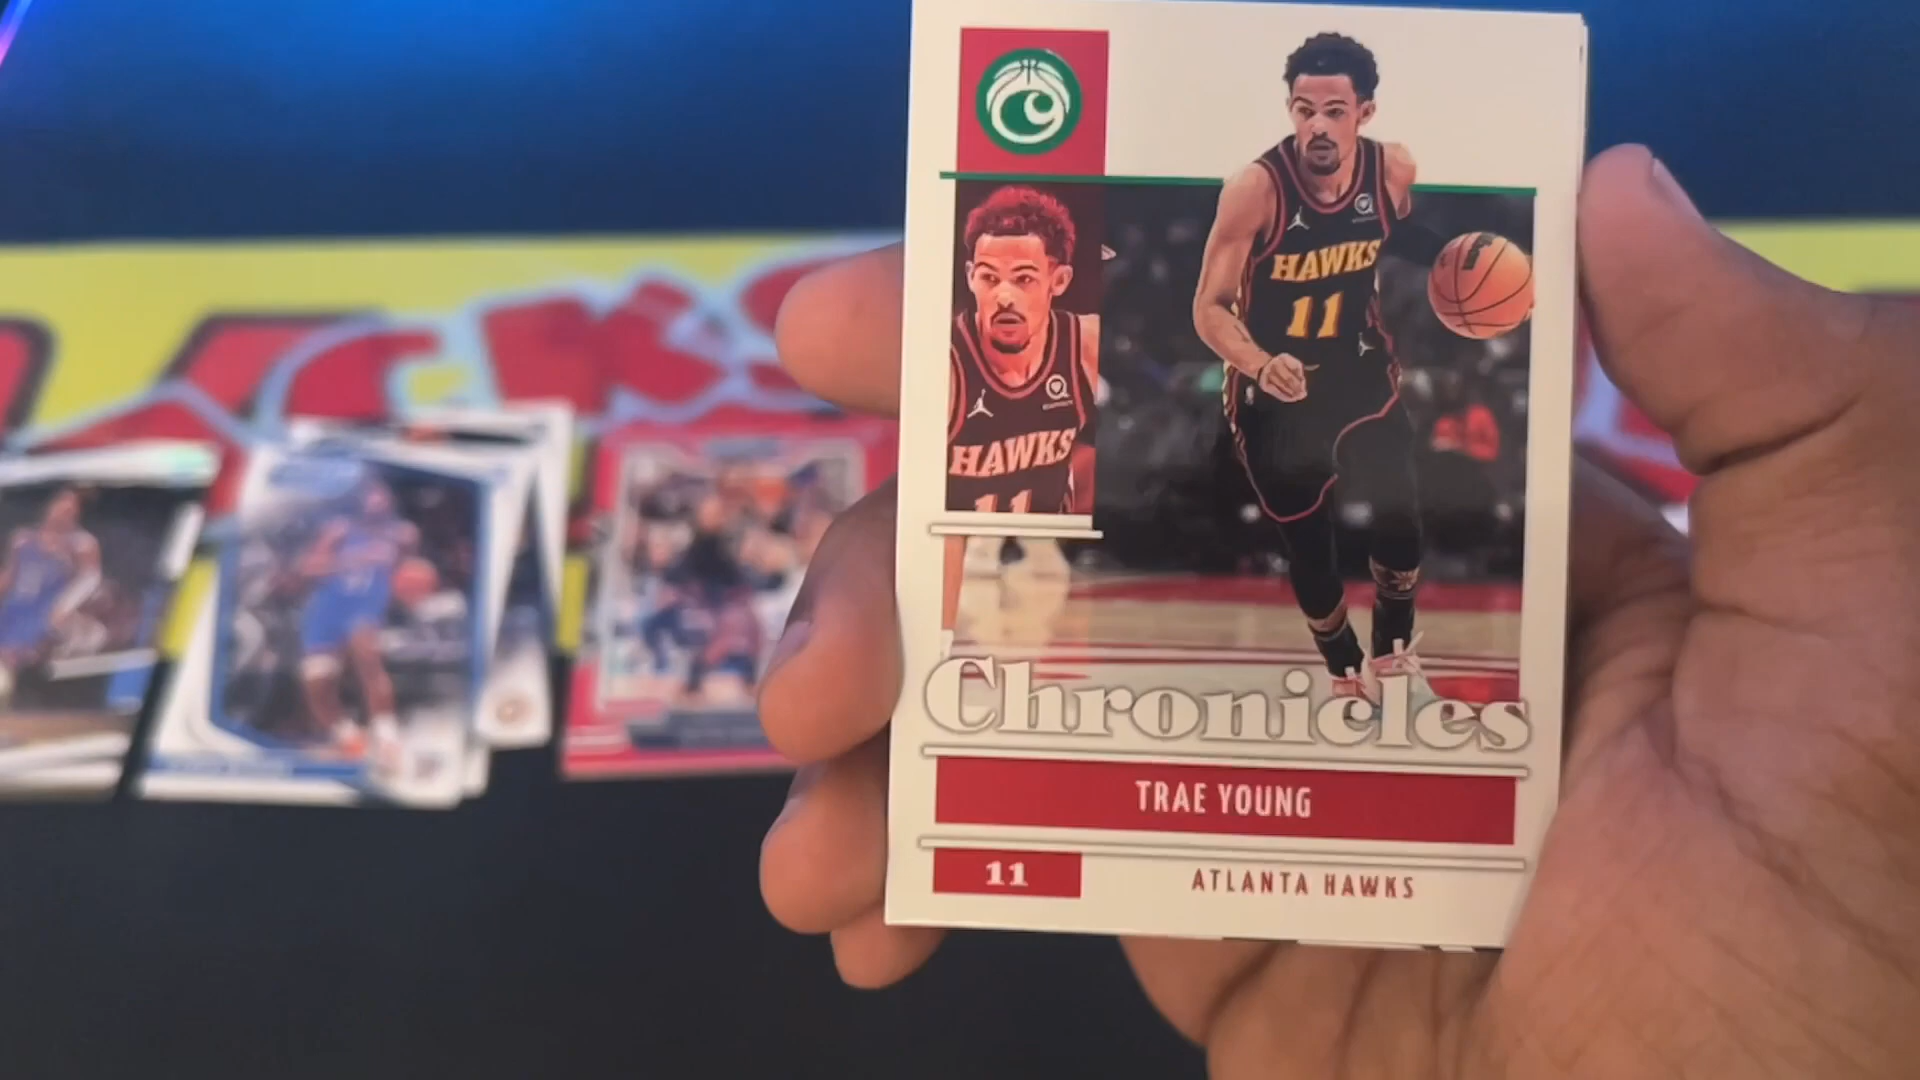 HAWKS
11
HAWKS
11
Chronicles
TRAE YOUNG
11
ATLANTA HAWKS